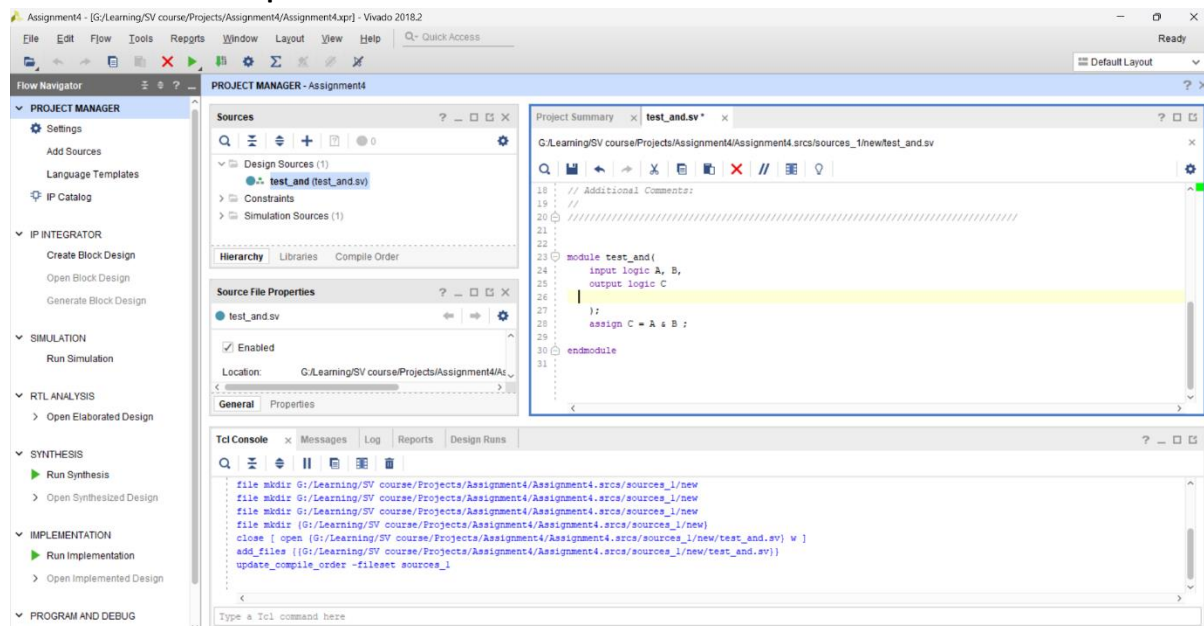 Assignment4 - [G:/Learning/SV course/Projects/Assignment4/Assignment4.xpr] - Vivado 2018.2
File Edit Flow Tools Reports Window Layout View Help Q- Quick Access
Ready
Default Layout
Flow Navigator
PROJECT MANAGER
Settings
Add Sources
Language Templates
IP Catalog
IP INTEGRATOR
Create Block Design
Open Block Design
Generate Block Design
SIMULATION
Run Simulation
RTL ANALYSIS
Open Elaborated Design
SYNTHESIS
Run Synthesis
Open Synthesized Design
IMPLEMENTATION
Run Implementation
Open Implemented Design
PROGRAM AND DEBUG
PROJECT MANAGER - Assignment4
Sources
0
Design Sources (1)
test_and (test_and.sv)
Constraints
Simulation Sources (1)
Hierarchy Libraries Compile Order
Source File Properties
test_and.sv
Enabled
Location: G:/Learning/SV course/Projects/Assignment4/As
General Properties
Project Summary test_and.sv *
G:/Learning/SV course/Projects/Assignment4/Assignment4.srcs/sources_1/new/test_and.sv
18 // Additional Comments:
19 //
20 //////////////////////////////////////////////////////////////////////////////////
21
22
23 module test_and(
24 input logic A, B,
25 output logic C
26
27 );
28 assign C = A & B ;
29
30 endmodule
31
Tcl Console Messages Log Reports Design Runs
file mkdir G:/Learning/SV course/Projects/Assignment4/Assignment4.srcs/sources_1/new
file mkdir G:/Learning/SV course/Projects/Assignment4/Assignment4.srcs/sources_1/new
file mkdir G:/Learning/SV course/Projects/Assignment4/Assignment4.srcs/sources_1/new
file mkdir {G:/Learning/SV course/Projects/Assignment4/Assignment4.srcs/sources_1/new}
close [ open {G:/Learning/SV course/Projects/Assignment4/Assignment4.srcs/sources_1/new/test_and.sv} w ]
add_files {{G:/Learning/SV course/Projects/Assignment4/Assignment4.srcs/sources_1/new/test_and.sv}}
update_compile_order -fileset sources_1
Type a Tcl command here